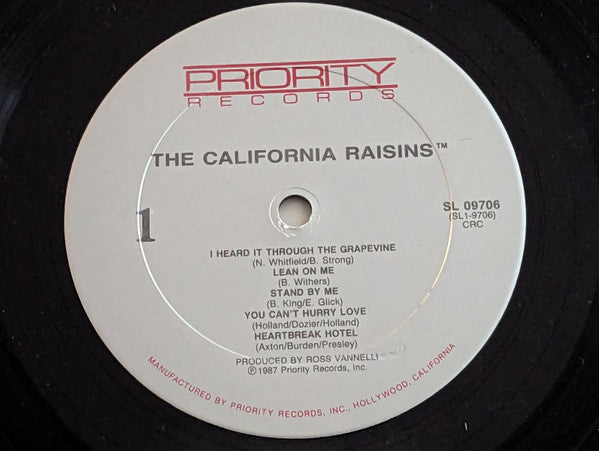 PRIORITY
RECORDS
THE CALIFORNIA RAISINS™
1
SL 09706
(SL1-9706)
CRC
I HEARD IT THROUGH THE GRAPEVINE
(N. Whitfield/B. Strong)
LEAN ON ME
(B. Withers)
STAND BY ME
(B. King/E. Glick)
YOU CAN'T HURRY LOVE
(Holland/Dozier/Holland)
HEARTBREAK HOTEL
(Axton/Burden/Presley)
PRODUCED BY ROSS VANNELLI
Ⓟ1987 Priority Records, Inc.
MANUFACTURED BY PRIORITY RECORDS, INC., HOLLYWOOD, CALIFORNIA